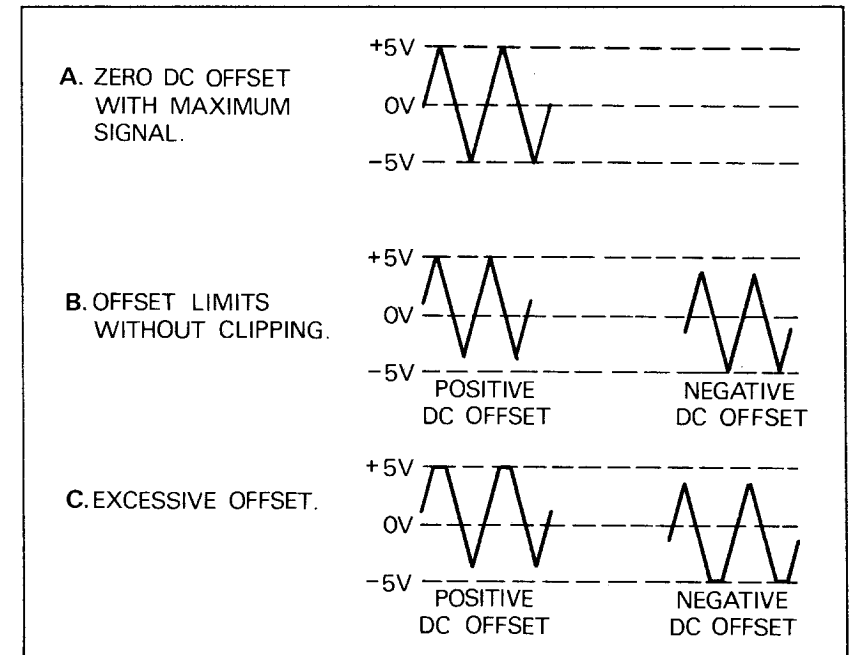 A. ZERO DC OFFSET
WITH MAXIMUM
SIGNAL.
+5V
0V
-5V
B. OFFSET LIMITS
WITHOUT CLIPPING.
+5V
0V
-5V
POSITIVE
DC OFFSET
NEGATIVE
DC OFFSET
C. EXCESSIVE OFFSET.
+5V
0V
-5V
POSITIVE
DC OFFSET
NEGATIVE
DC OFFSET